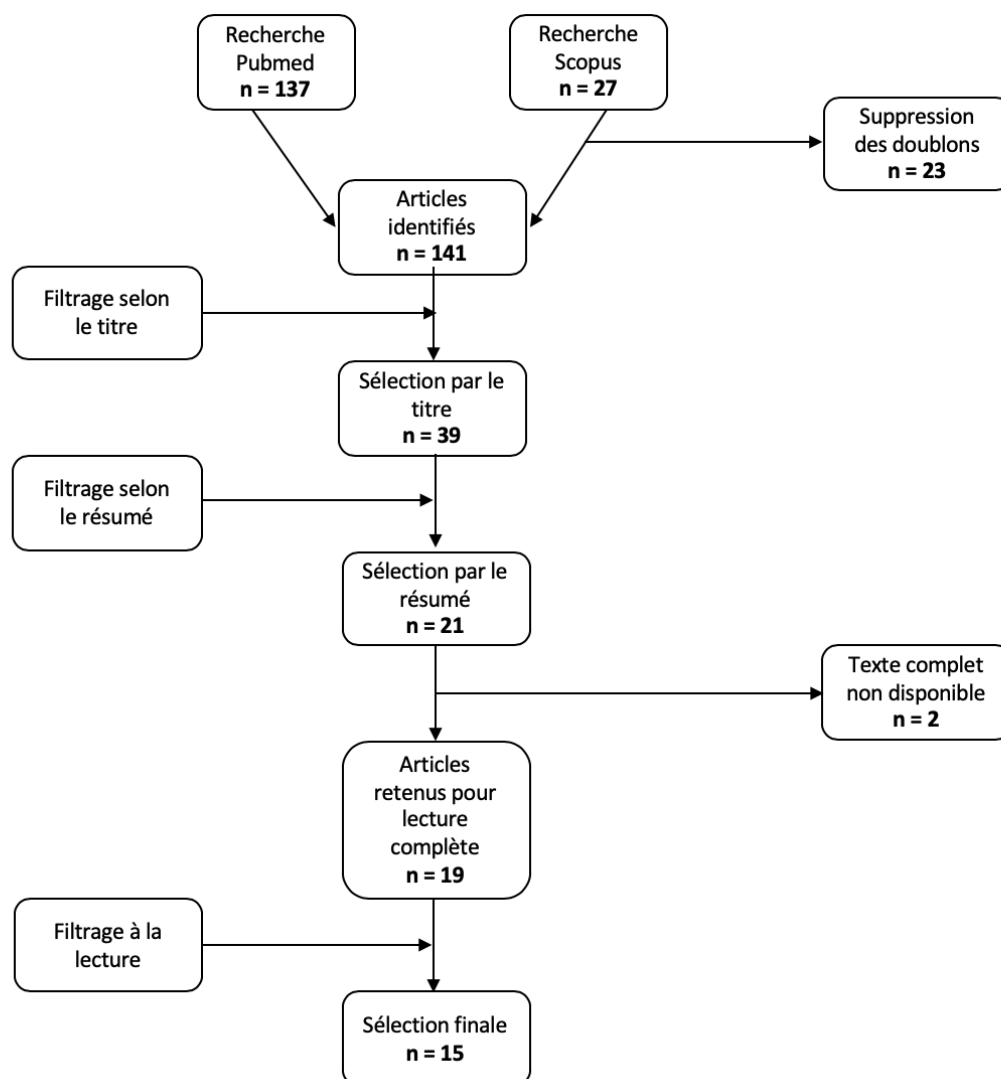 Recherche
Pubmed
n = 137
Recherche
Scopus
n = 27
Suppression
des doublons
n = 23
Articles
identifiés
n = 141
Filtrage selon
le titre
Sélection par le
titre
n = 39
Filtrage selon
le résumé
Sélection par le
résumé
n = 21
Texte complet
non disponible
n = 2
Articles
retenus pour
lecture
complète
n = 19
Filtrage à la
lecture
Sélection finale
n = 15